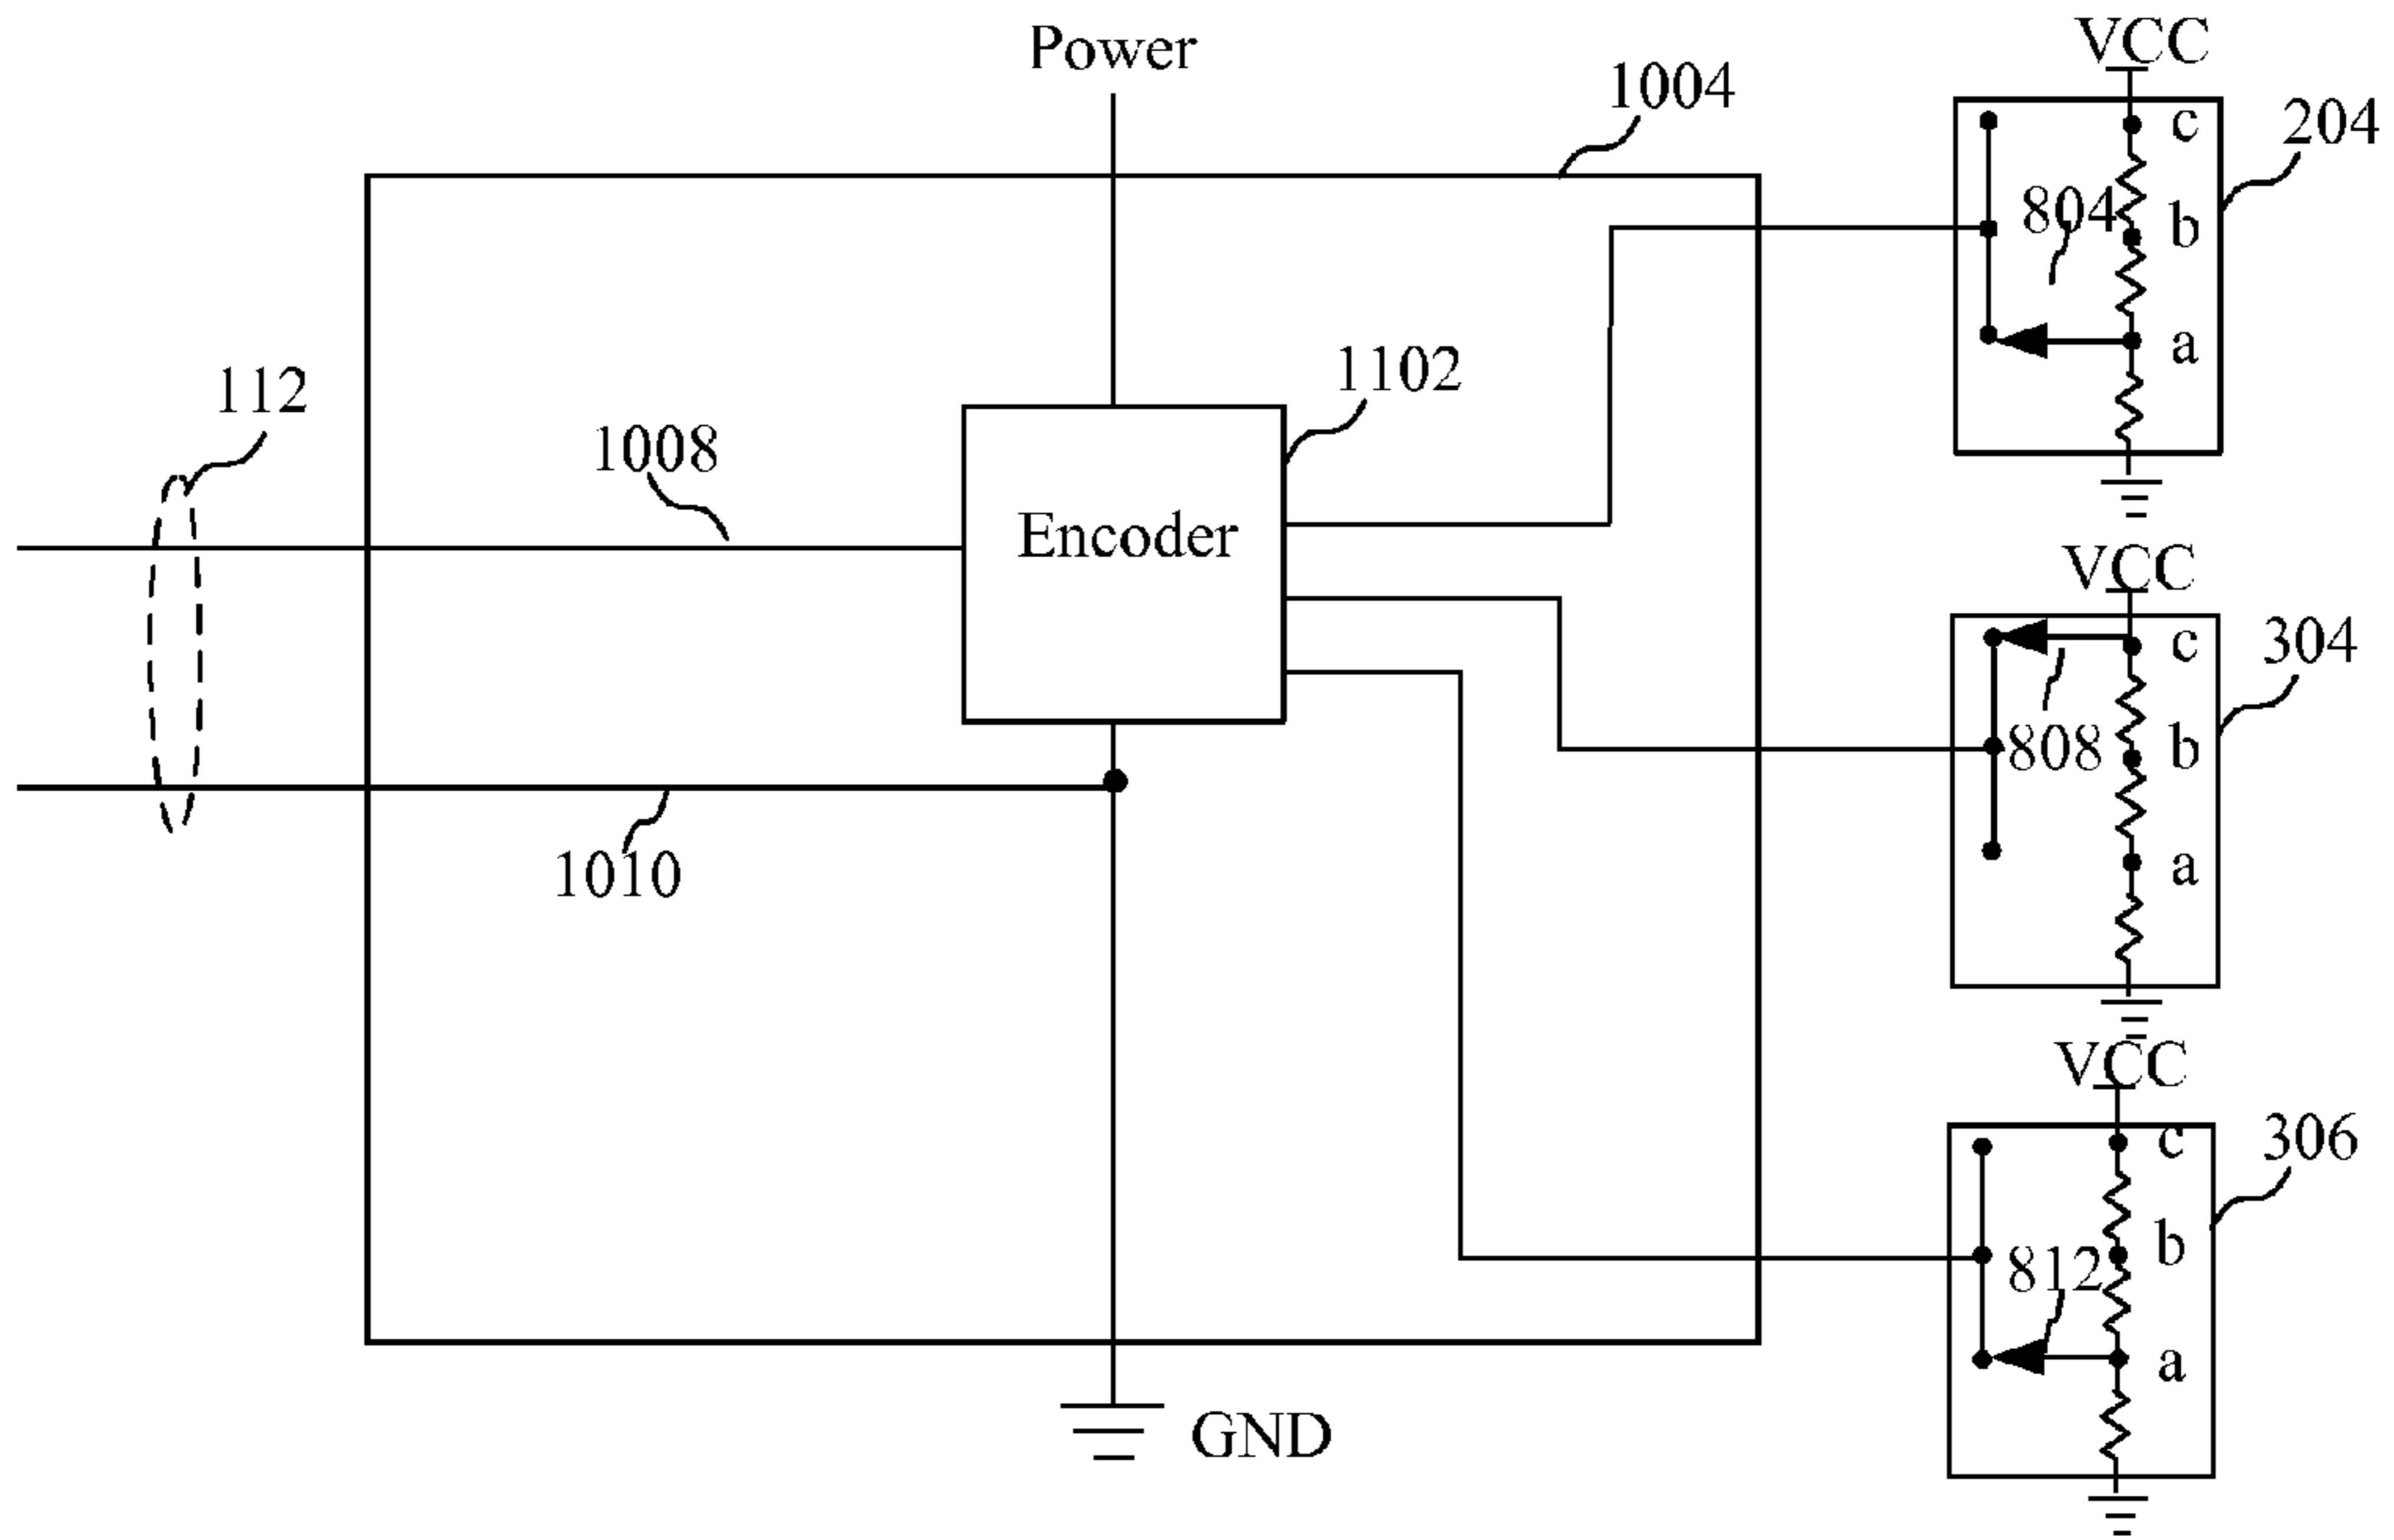 Power
1004
VCC
c
204
804
b
a
112
1008
1102
Encoder
VCC
c
304
808
b
a
1010
VCC
c
306
b
812
a
GND